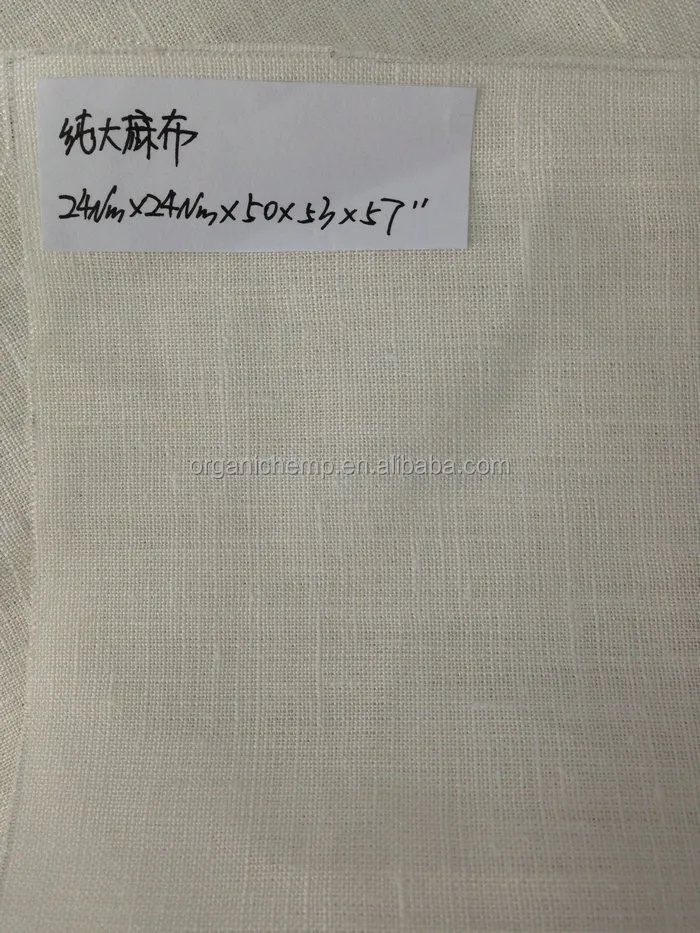 纯大麻布
24Nm×24Nm×50×53×57"
organichemp.en.alibaba.com